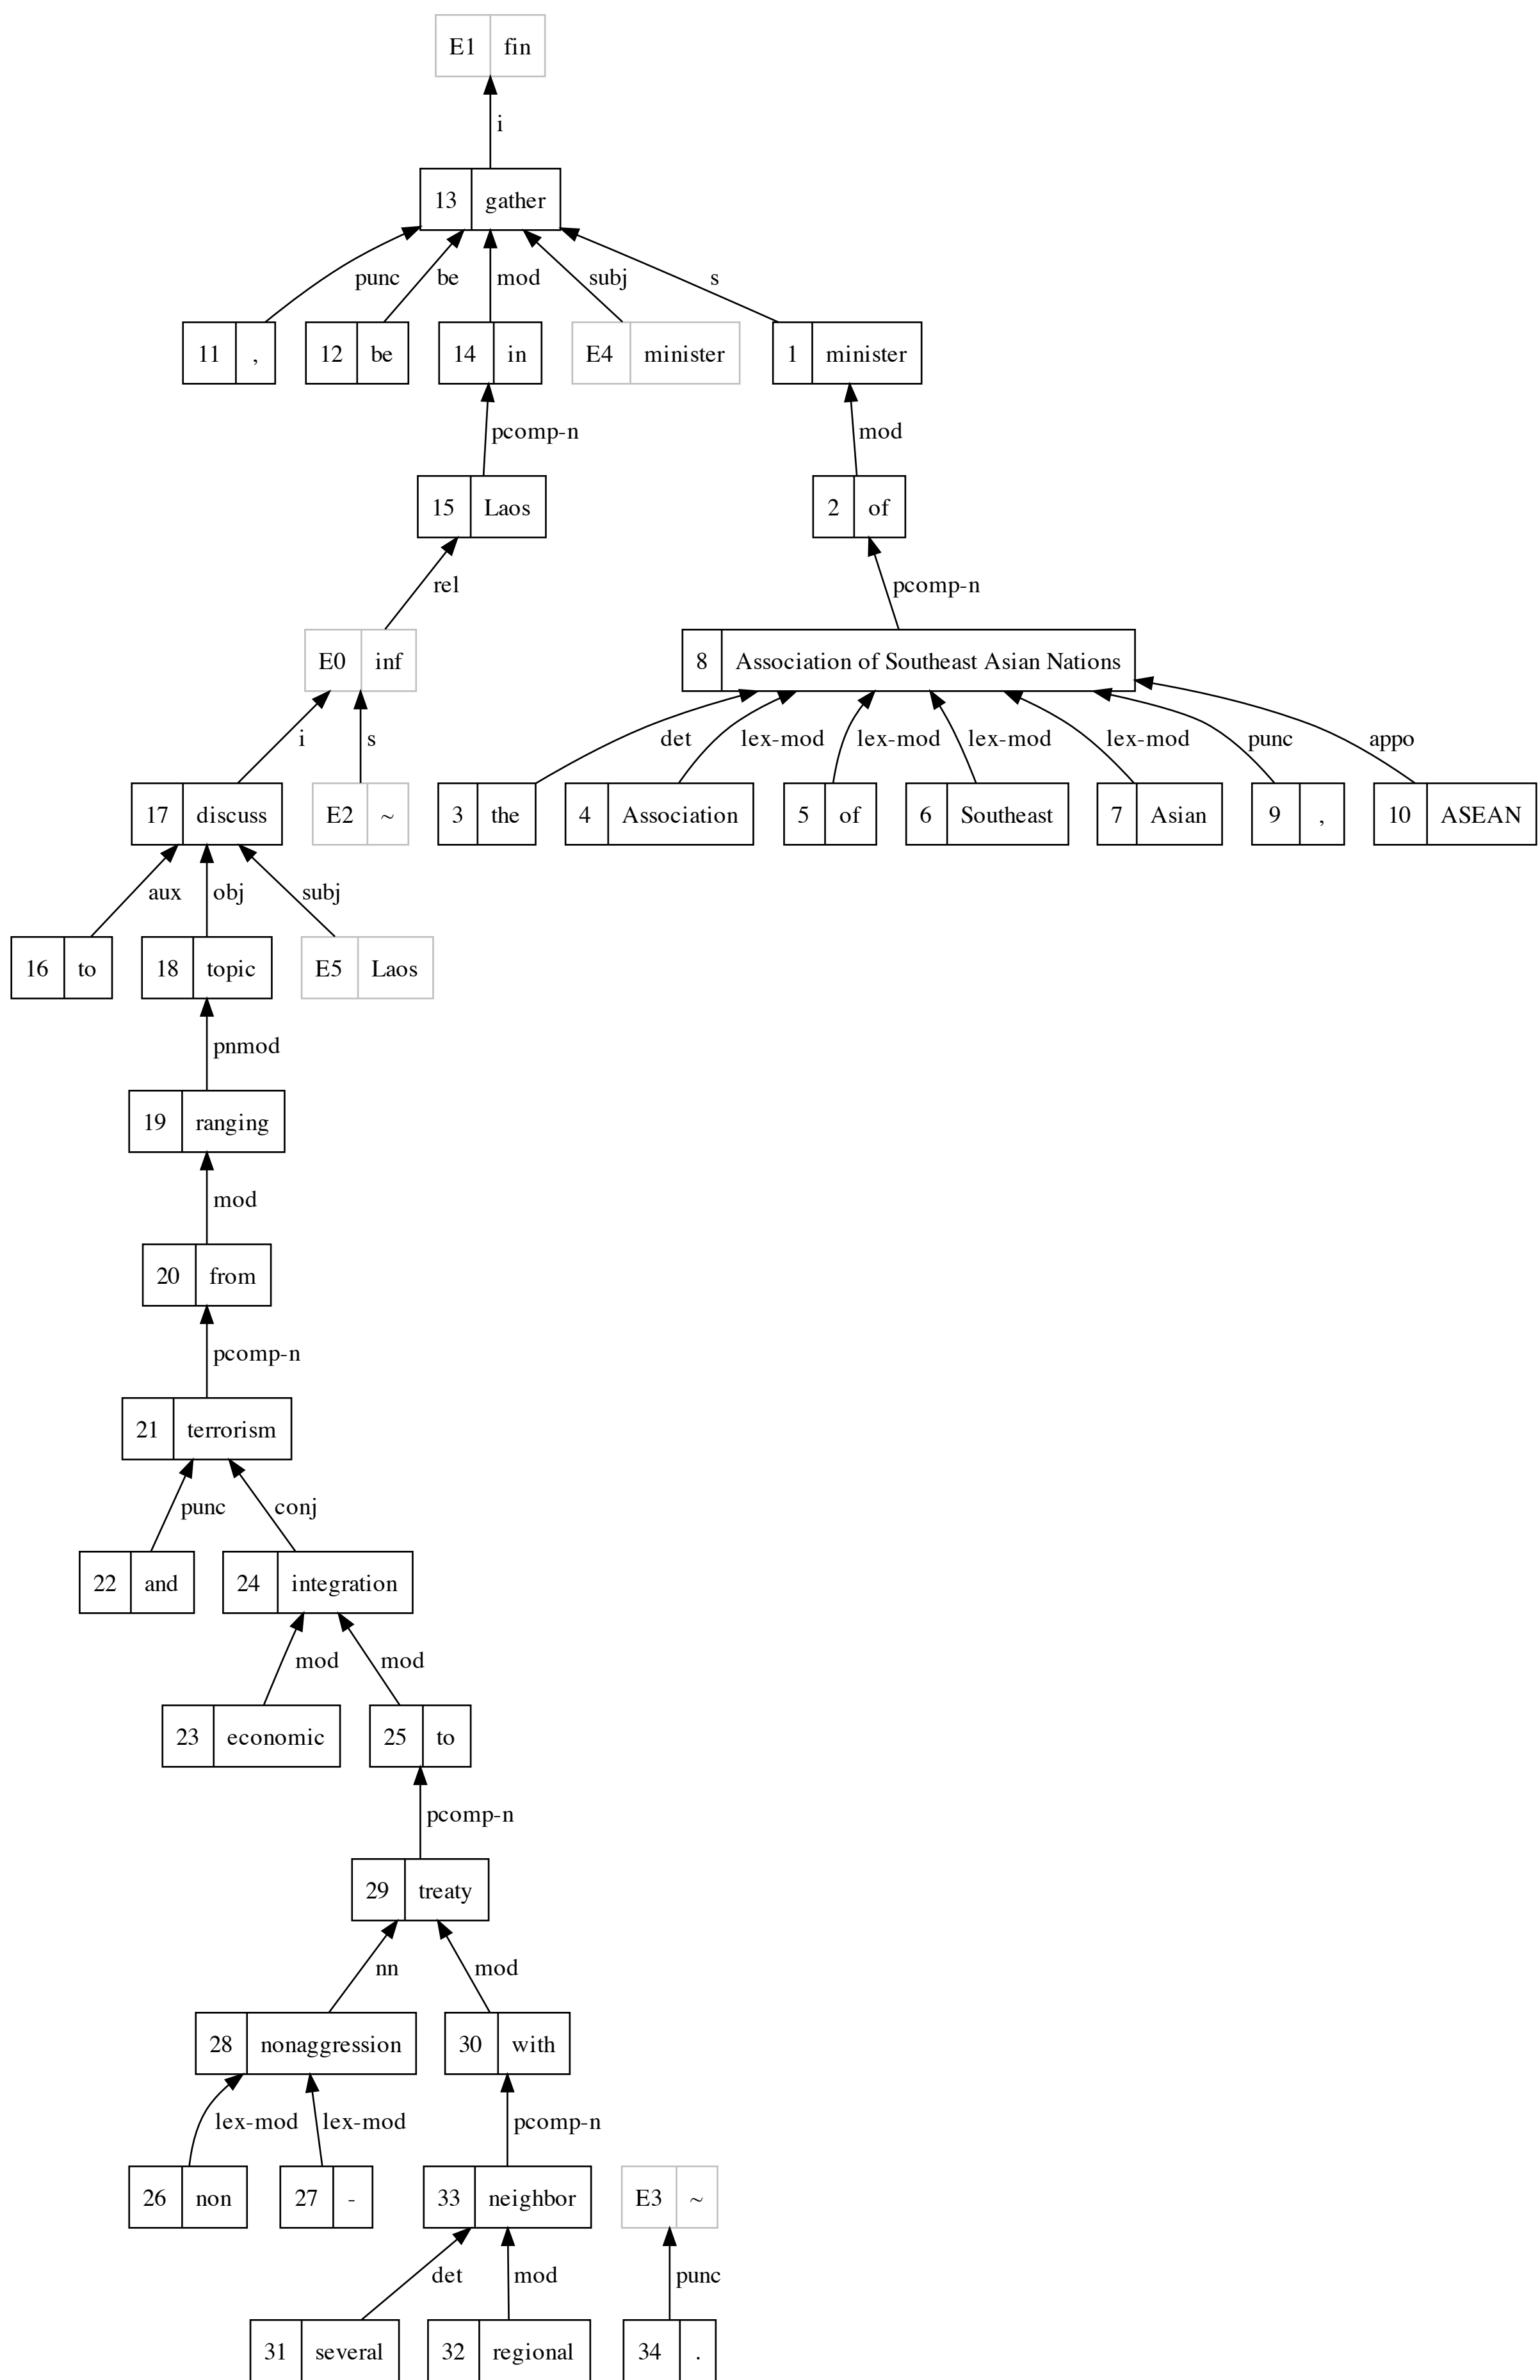 E1 fin
i
13 gather
punc be mod subj s
11 , 12 be 14 in E4 minister 1 minister
pcomp-n mod
15 Laos 2 of
rel pcomp-n
E0 inf 8 Association of Southeast Asian Nations
i s det lex-mod lex-mod lex-mod lex-mod punc appo
17 discuss E2 ~ 3 the 4 Association 5 of 6 Southeast 7 Asian 9 , 10 ASEAN
aux obj subj
16 to 18 topic E5 Laos
pnmod
19 ranging
mod
20 from
pcomp-n
21 terrorism
punc conj
22 and 24 integration
mod mod
23 economic 25 to
pcomp-n
29 treaty
nn mod
28 nonaggression 30 with
lex-mod lex-mod pcomp-n
26 non 27 - 33 neighbor E3 ~
det mod punc
31 several 32 regional 34 .